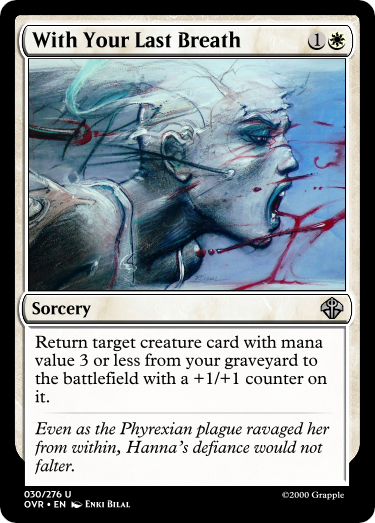 With Your Last Breath 1
Sorcery
Return target creature card with mana
value 3 or less from your graveyard to
the battlefield with a +1/+1 counter on
it.
Even as the Phyrexian plague ravaged her
from within, Hanna's defiance would not
falter.
030/276 U
OVR • EN Enki Bilal
©2000 Grapple